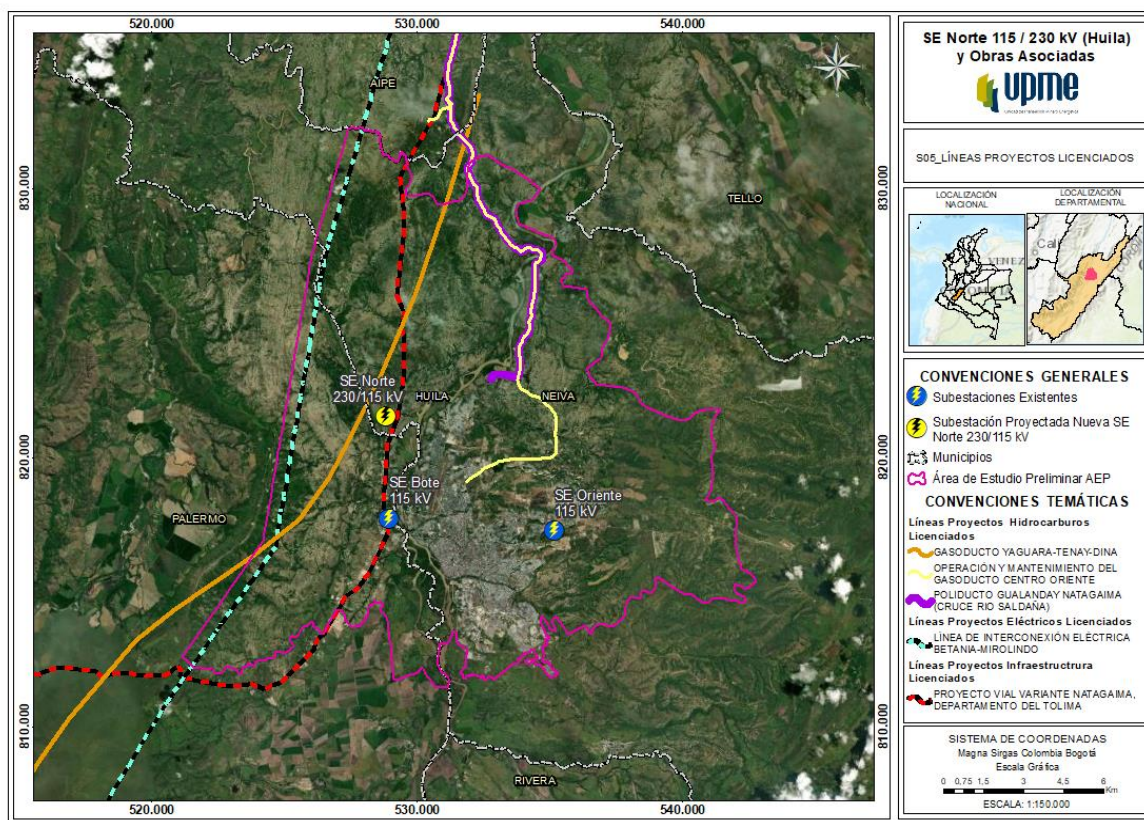 520.000
530.000
540.000
830.000
820.000
810.000
AIPE
TELLO
SE Norte
230/115 kV
HUILA
NEIVA
SE Bote
115 kV
SE Oriente
115 kV
PALERMO
RIVERA
830.000
820.000
810.000
520.000
530.000
540.000
SE Norte 115 / 230 kV (Huila)
y Obras Asociadas
upme
S05_LÍNEAS PROYECTOS LICENCIADOS
LOCALIZACIÓN
NACIONAL
LOCALIZACIÓN
DEPARTAMENTAL
VENEZ
Cali
CONVENCIONES GENERALES
Subestaciones Existentes
Subestación Proyectada Nueva SE
Norte 230/115 kV
Municipios
Área de Estudio Preliminar AEP
CONVENCIONES TEMÁTICAS
Líneas Proyectos Hidrocarburos
Licenciados
GASODUCTO YAGUARA-TENAY-DINA
OPERACIÓN Y MANTENIMIENTO DEL
GASODUCTO CENTRO ORIENTE
POLIDUCTO GUALANDAY NATAGAIMA
(CRUCE RIO SALDAÑA)
Líneas Proyectos Eléctricos Licenciados
LÍNEA DE INTERCONEXIÓN ELÉCTRICA
BETANIA-MIROLINDO
Líneas Proyectos Infraestructura
Licenciados
PROYECTO VIAL VARIANTE NATAGAIMA,
DEPARTAMENTO DEL TOLIMA
SISTEMA DE COORDENADAS
Magna Sirgas Colombia Bogotá
Escala Gráfica
0 0,75 1,5 3 4,5 6
Km
ESCALA: 1:150.000